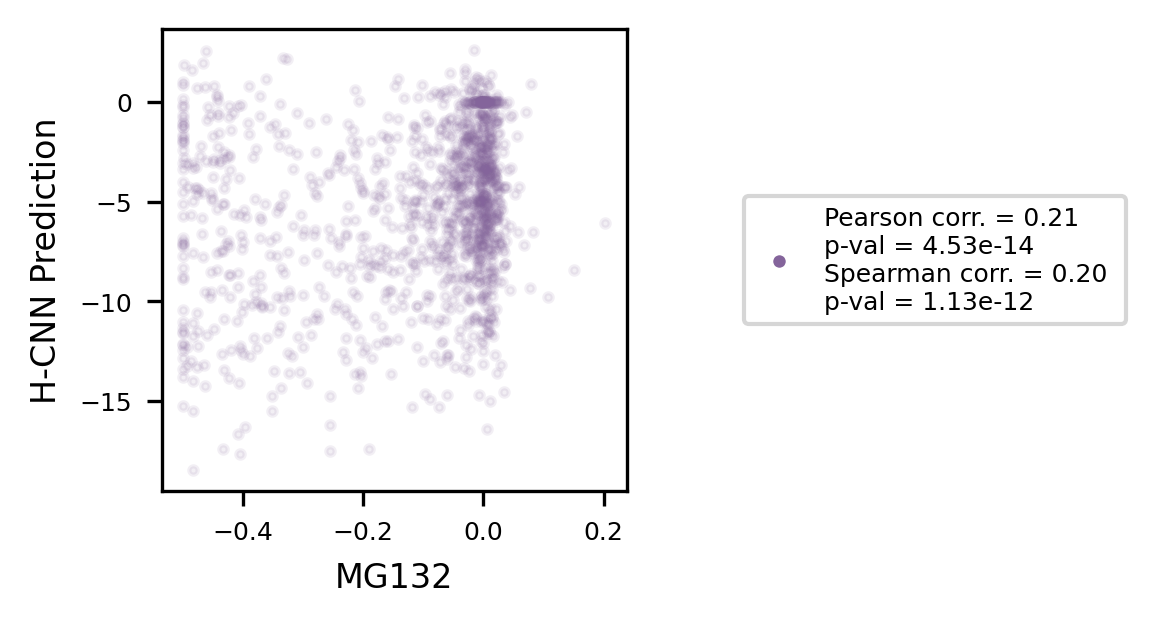 H-CNN Prediction
0
−5
−10
−15
−0.4
−0.2
0.0
0.2
MG132
Pearson corr. = 0.21
p-val = 4.53e-14
Spearman corr. = 0.20
p-val = 1.13e-12